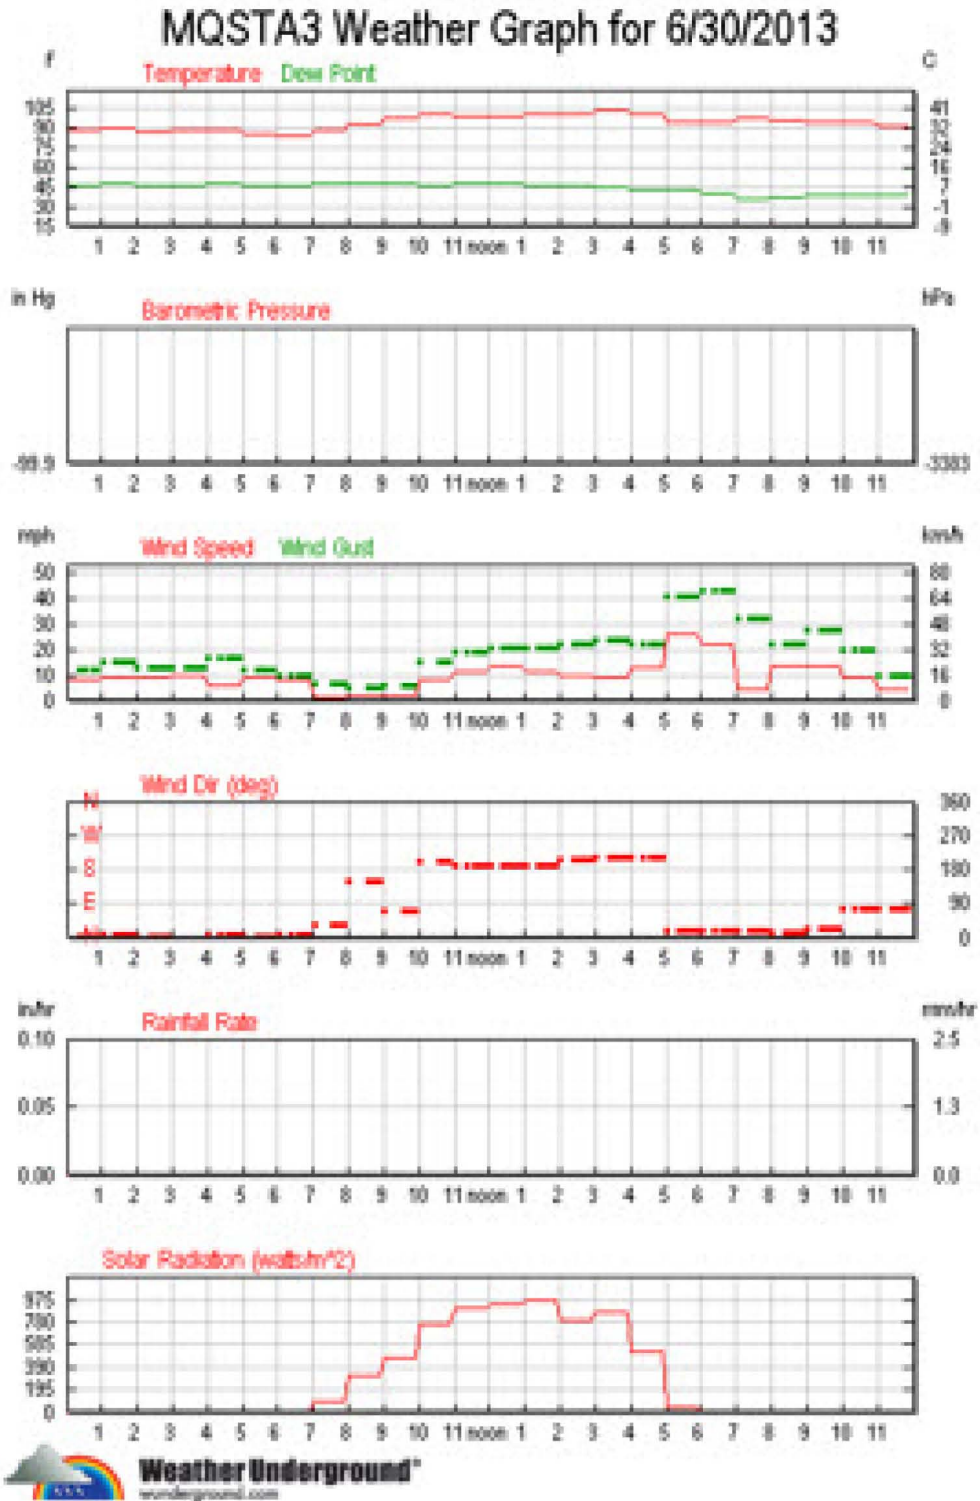 MQSTA3 Weather Graph for 6/30/2013
F C
Temperature Dew Point
105 41
90 32
75 24
60 16
45 7
30 -1
15 -9
1 2 3 4 5 6 7 8 9 10 11 noon 1 2 3 4 5 6 7 8 9 10 11
in Hg hPa
Barometric Pressure
-99.9 -3383
1 2 3 4 5 6 7 8 9 10 11 noon 1 2 3 4 5 6 7 8 9 10 11
mph km/h
Wind Speed Wind Gust
50 80
40 64
30 48
20 32
10 16
0 0
1 2 3 4 5 6 7 8 9 10 11 noon 1 2 3 4 5 6 7 8 9 10 11
Wind Dir (deg)
N 360
W 270
S 180
E 90
N 0
1 2 3 4 5 6 7 8 9 10 11 noon 1 2 3 4 5 6 7 8 9 10 11
in/hr mm/hr
Rainfall Rate
0.10 2.5
0.05 1.3
0.00 0.0
1 2 3 4 5 6 7 8 9 10 11 noon 1 2 3 4 5 6 7 8 9 10 11
Solar Radiation (watts/m^2)
975
780
585
390
195
0
1 2 3 4 5 6 7 8 9 10 11 noon 1 2 3 4 5 6 7 8 9 10 11
Weather Underground®
wunderground.com